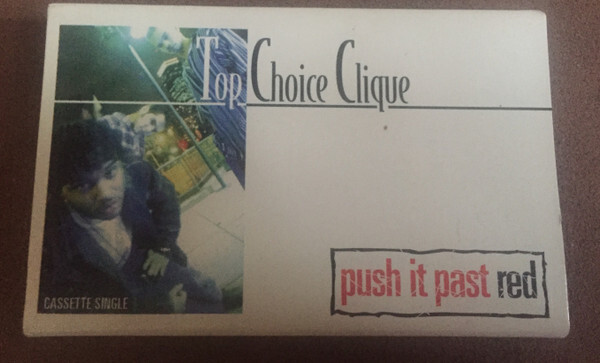 Top Choice Clique
CASSETTE SINGLE
push it past red